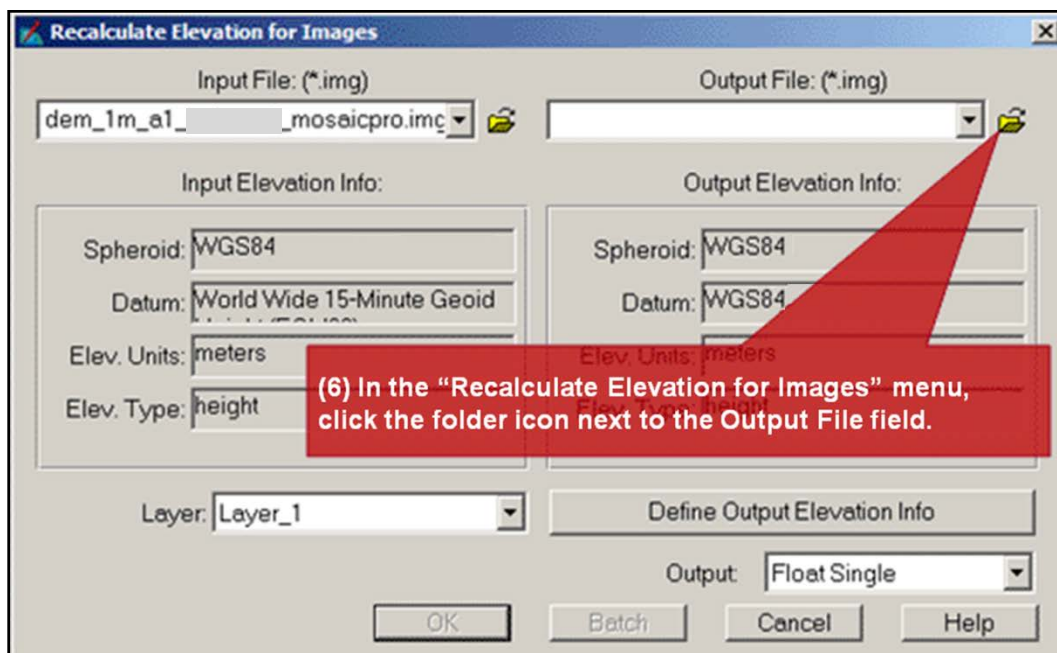 Recalculate Elevation for Images
Input File: (*.img)
Output File: (*.img)
dem_1m_a1_ _mosaicpro.img
Input Elevation Info:
Output Elevation Info:
Spheroid: WGS84
Spheroid: WGS84
Datum: World Wide 15-Minute Geoid
Datum: WGS84
Elev. Units: meters
Elev. Units: meters
Elev. Type: height
Elev. Type: height
(6) In the “Recalculate Elevation for Images” menu,
click the folder icon next to the Output File field.
Layer: Layer_1
Define Output Elevation Info
Output: Float Single
OK
Batch
Cancel
Help